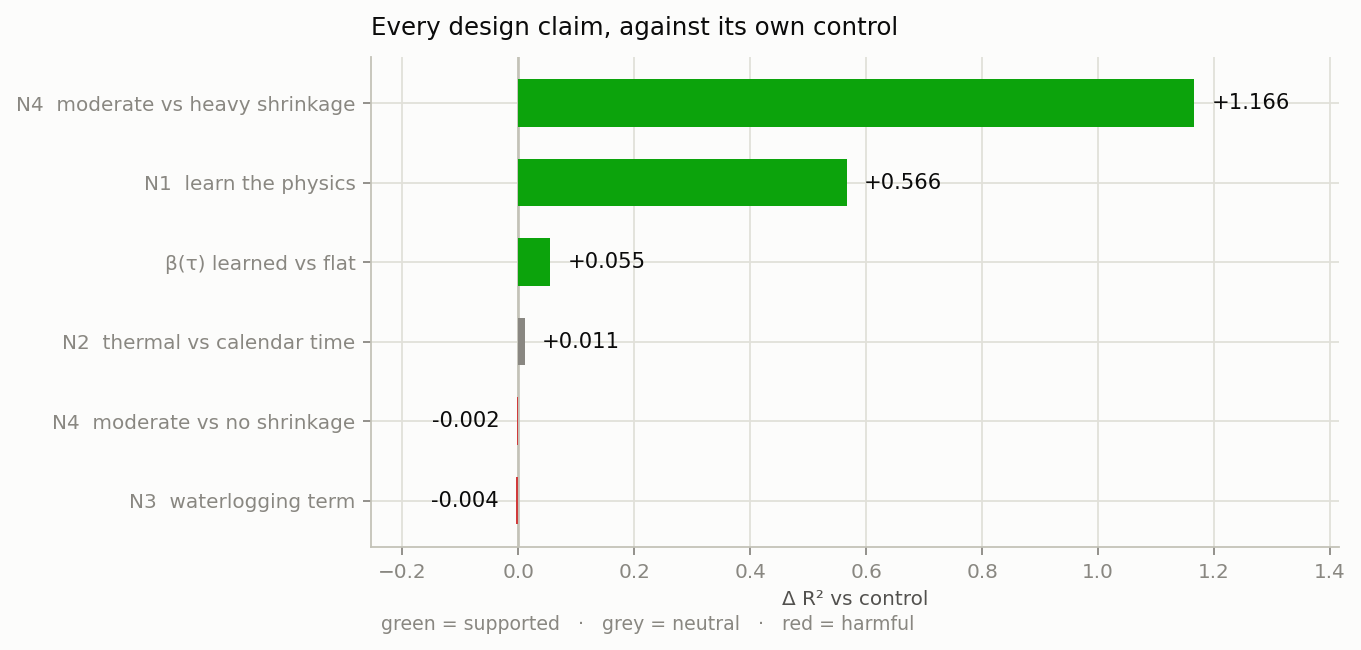 Every design claim, against its own control
N4  moderate vs heavy shrinkage
+1.166
N1  learn the physics
+0.566
β(τ) learned vs flat
+0.055
N2  thermal vs calendar time
+0.011
N4  moderate vs no shrinkage
-0.002
N3  waterlogging term
-0.004
−0.2 0.0 0.2 0.4 0.6 0.8 1.0 1.2 1.4
Δ R² vs control
green = supported · grey = neutral · red = harmful